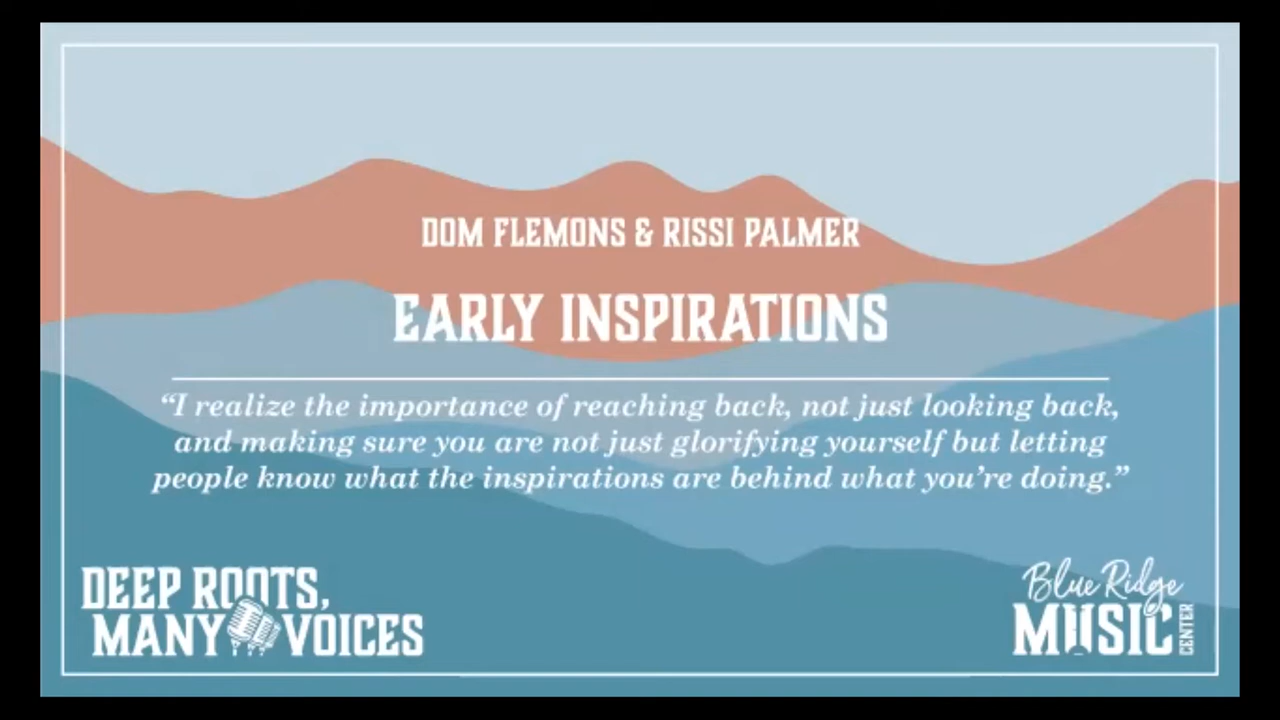 DOM FLEMONS & RISSI PALMER
EARLY INSPIRATIONS
“I realize the importance of reaching back, not just looking back,
and making sure you are not just glorifying yourself but letting
people know what the inspirations are behind what you’re doing.”
DEEP ROOTS,
MANY VOICES
Blue Ridge
MUSIC
CENTER